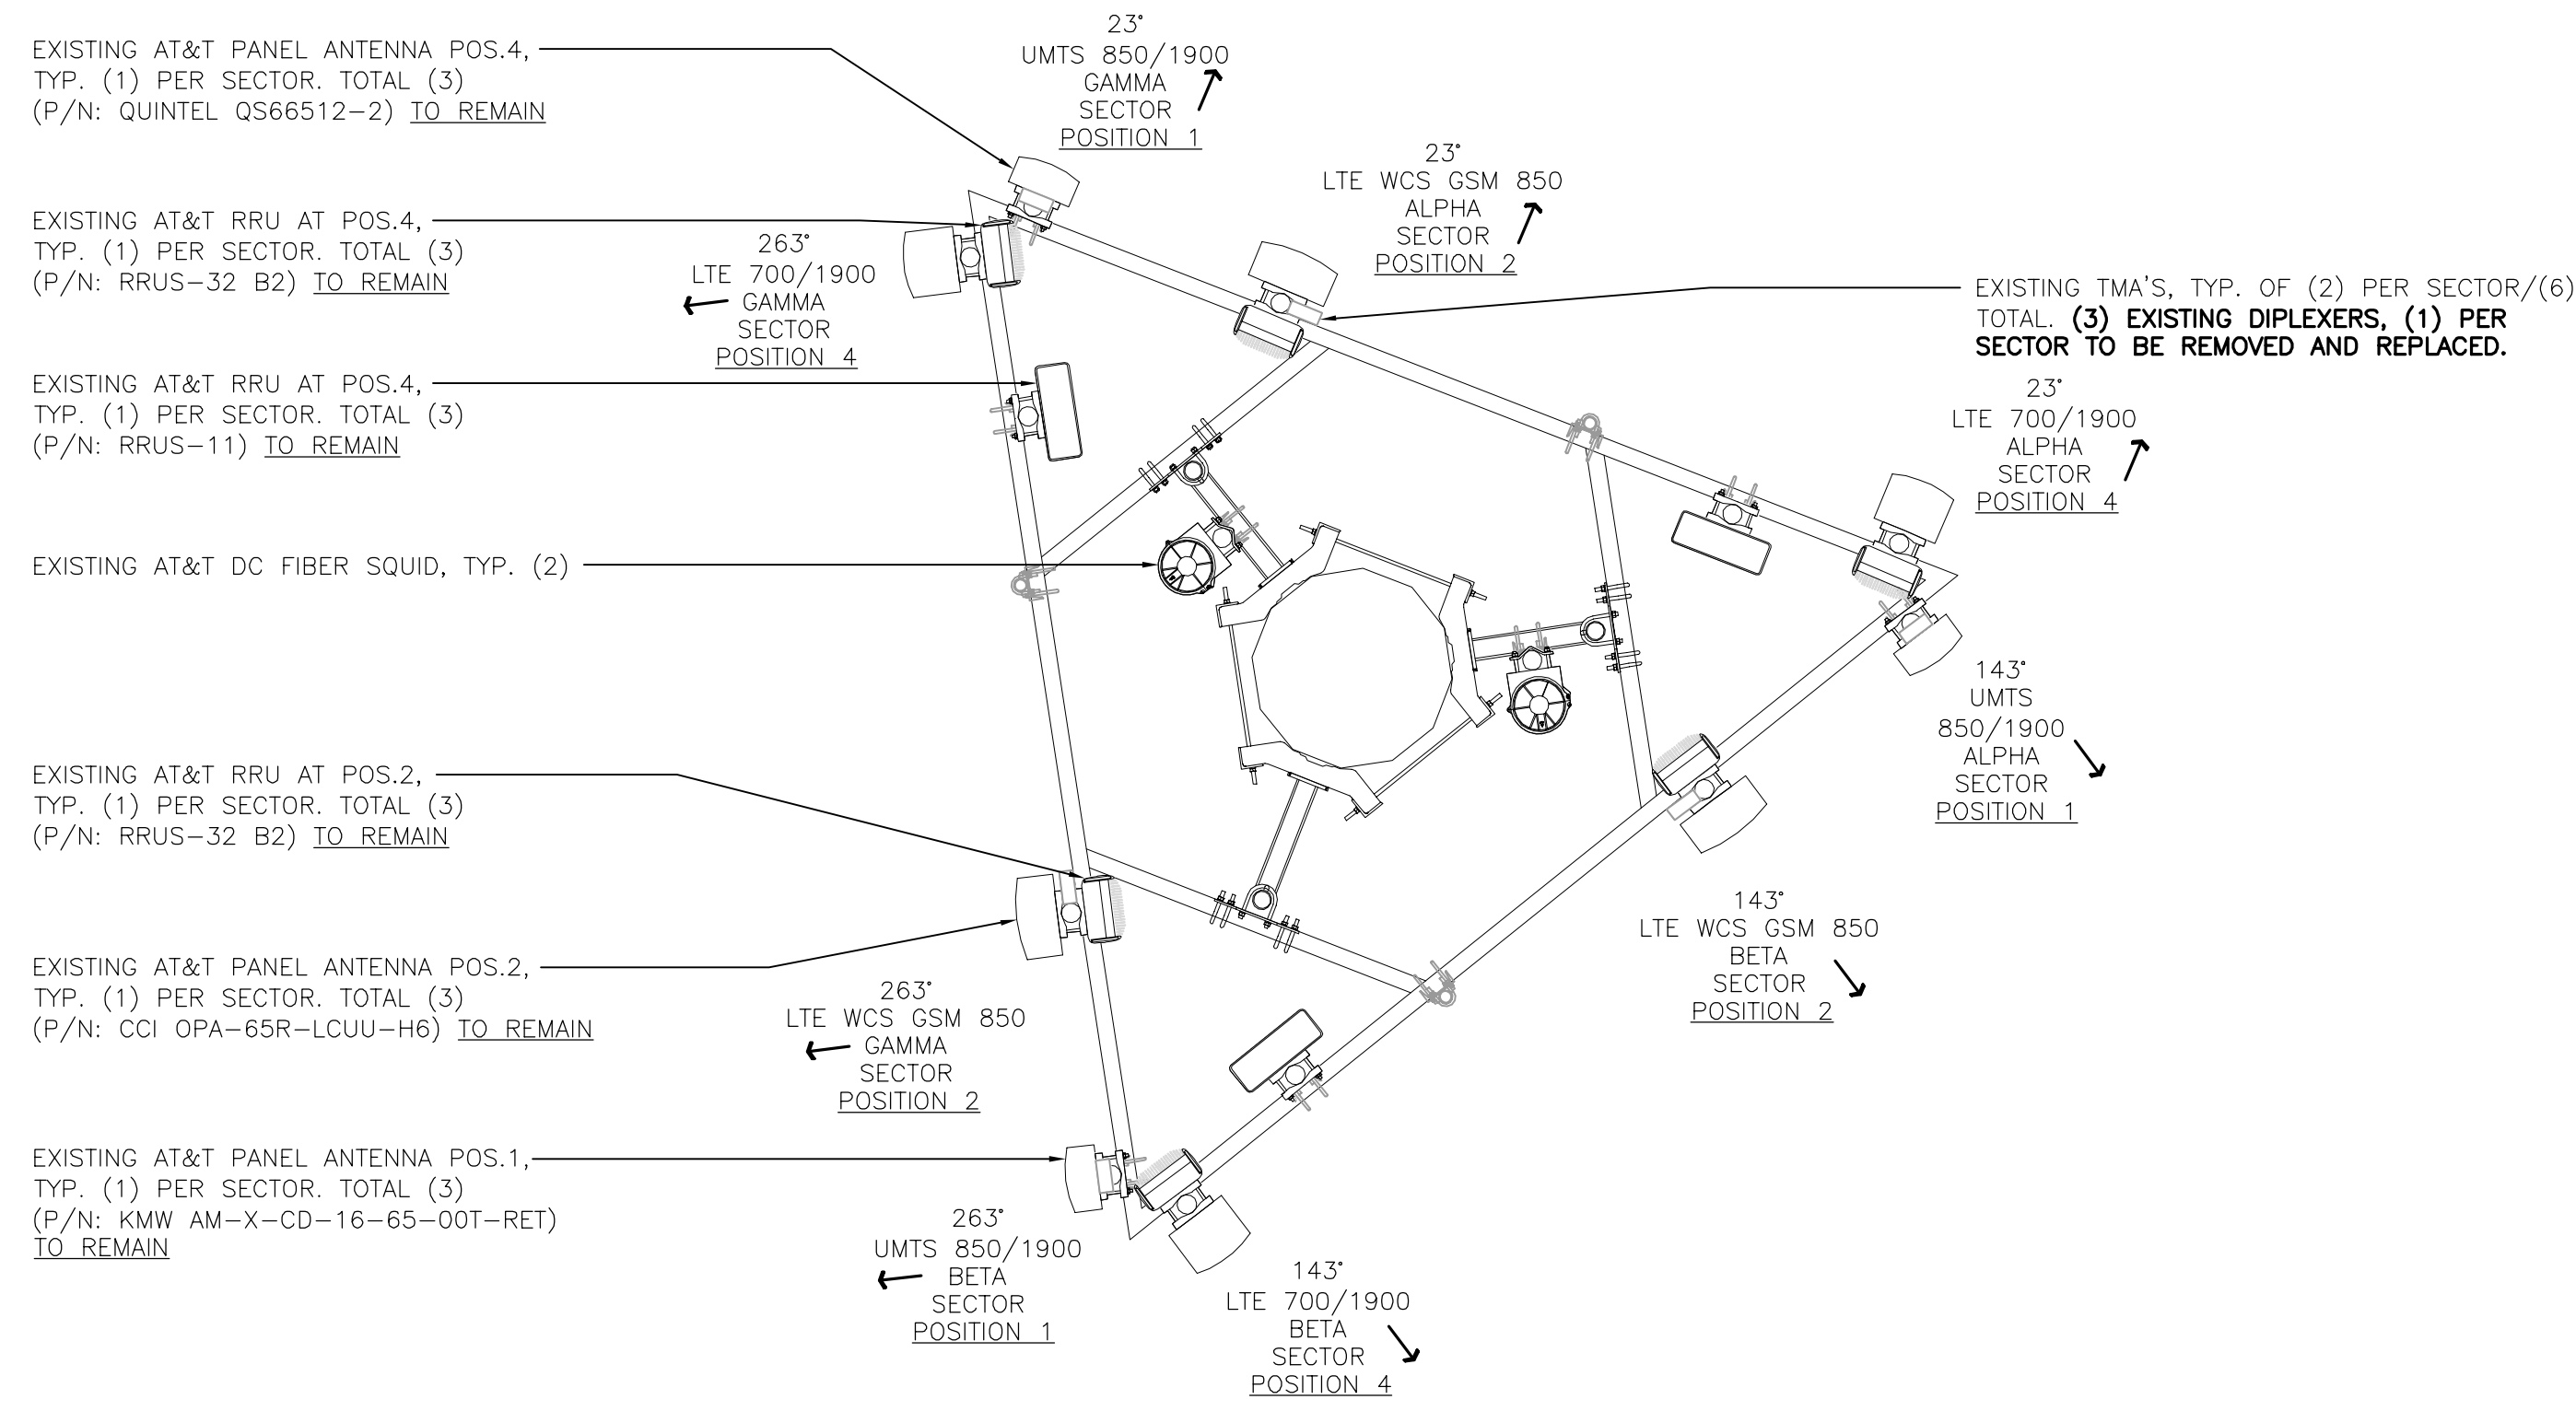 EXISTING AT&T PANEL ANTENNA POS.4,
TYP. (1) PER SECTOR. TOTAL (3)
(P/N: QUINTEL QS66512-2) TO REMAIN
EXISTING AT&T RRU AT POS.4,
TYP. (1) PER SECTOR. TOTAL (3)
(P/N: RRUS-32 B2) TO REMAIN
EXISTING AT&T RRU AT POS.4,
TYP. (1) PER SECTOR. TOTAL (3)
(P/N: RRUS-11) TO REMAIN
EXISTING AT&T DC FIBER SQUID, TYP. (2)
EXISTING AT&T RRU AT POS.2,
TYP. (1) PER SECTOR. TOTAL (3)
(P/N: RRUS-32 B2) TO REMAIN
EXISTING AT&T PANEL ANTENNA POS.2,
TYP. (1) PER SECTOR. TOTAL (3)
(P/N: CCI OPA-65R-LCUU-H6) TO REMAIN
EXISTING AT&T PANEL ANTENNA POS.1,
TYP. (1) PER SECTOR. TOTAL (3)
(P/N: KMW AM-X-CD-16-65-00T-RET)
TO REMAIN
23°
UMTS 850/1900
GAMMA
SECTOR
POSITION 1
263°
LTE 700/1900
GAMMA
SECTOR
POSITION 4
23°
LTE WCS GSM 850
ALPHA
SECTOR
POSITION 2
EXISTING TMA'S, TYP. OF (2) PER SECTOR/(6)
TOTAL. (3) EXISTING DIPLEXERS, (1) PER
SECTOR TO BE REMOVED AND REPLACED.
23°
LTE 700/1900
ALPHA
SECTOR
POSITION 4
143°
UMTS
850/1900
ALPHA
SECTOR
POSITION 1
143°
LTE WCS GSM 850
BETA
SECTOR
POSITION 2
263°
LTE WCS GSM 850
GAMMA
SECTOR
POSITION 2
263°
UMTS 850/1900
BETA
SECTOR
POSITION 1
143°
LTE 700/1900
BETA
SECTOR
POSITION 4